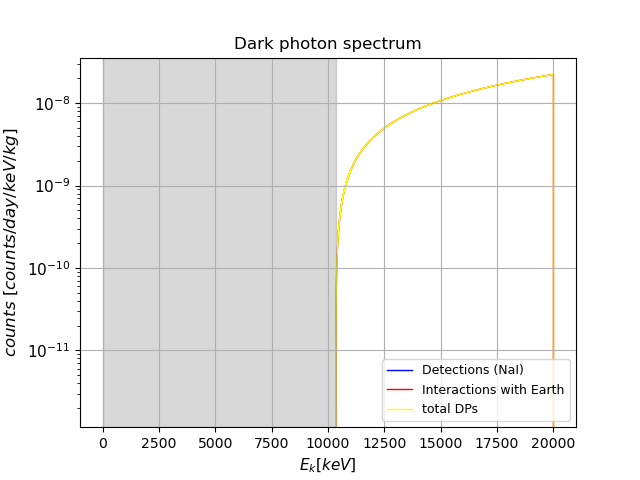 Dark photon spectrum
counts [counts/day/keV/kg]
10⁻⁸
10⁻⁹
10⁻¹⁰
10⁻¹¹
Detections (NaI)
Interactions with Earth
total DPs
0 2500 5000 7500 10000 12500 15000 17500 20000
E_k[keV]